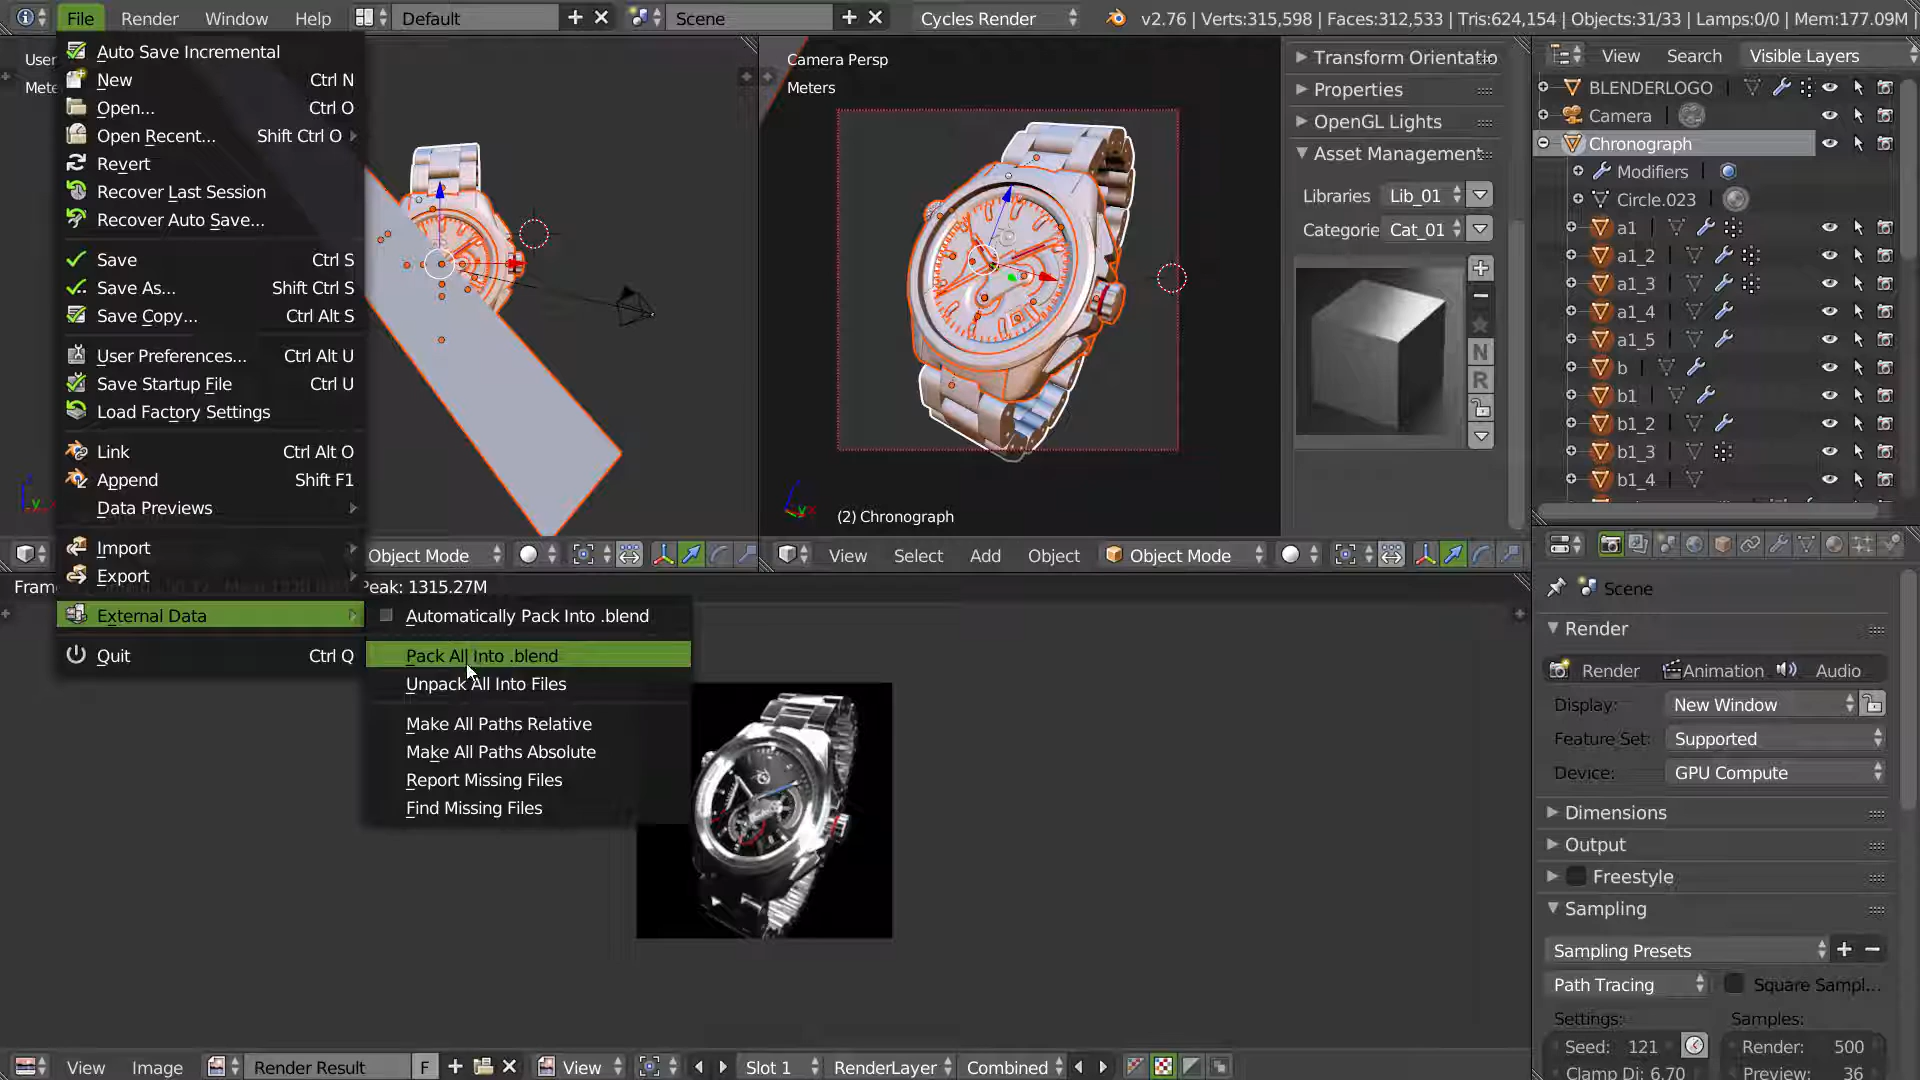 File
Render
Window
Help
Default
Scene
Cycles Render
v2.76 | Verts:315,598 | Faces:312,533 | Tris:624,154 | Objects:31/33 | Lamps:0/0 | Mem:177.09M |
User
Mete
Auto Save Incremental
New Ctrl N
Open... Ctrl O
Open Recent... Shift Ctrl O
Revert
Recover Last Session
Recover Auto Save...
Save Ctrl S
Save As... Shift Ctrl S
Save Copy... Ctrl Alt S
User Preferences... Ctrl Alt U
Save Startup File Ctrl U
Load Factory Settings
Link Ctrl Alt O
Append Shift F1
Data Previews
Import
Export
External Data
Quit Ctrl Q
Automatically Pack Into .blend
Pack All Into .blend
Unpack All Into Files
Make All Paths Relative
Make All Paths Absolute
Report Missing Files
Find Missing Files
Object Mode
Fram
Peak: 1315.27M
Camera Persp
Meters
(2) Chronograph
View Select Add Object Object Mode
Transform Orientatio
Properties
OpenGL Lights
Asset Management
Libraries Lib_01
Categorie Cat_01
N
R
View Search Visible Layers
BLENDERLOGO
Camera
Chronograph
Modifiers
Circle.023
a1
a1_2
a1_3
a1_4
a1_5
b
b1
b1_2
b1_3
b1_4
Scene
Render
Render Animation Audio
Display: New Window
Feature Set: Supported
Device: GPU Compute
Dimensions
Output
Freestyle
Sampling
Sampling Presets
Path Tracing Square Sampl...
Settings: Samples:
Seed: 121 Render: 500
Clamp Di: 6.70 Preview: 36
View Image Render Result F View Slot 1 RenderLayer Combined